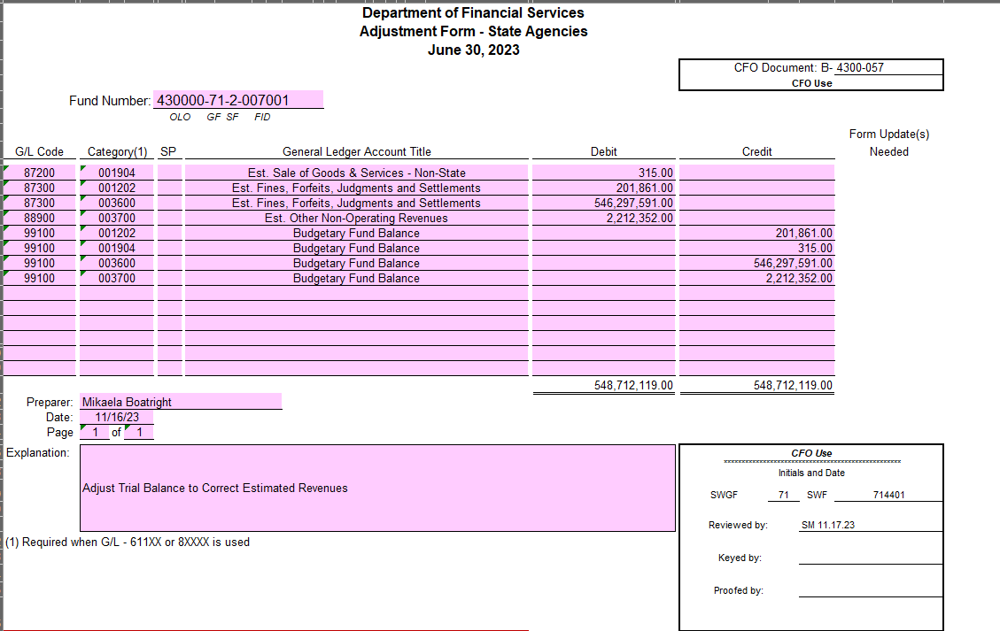 Department of Financial Services
Adjustment Form - State Agencies
June 30, 2023
CFO Document: B- 4300-057
CFO Use
Fund Number: 430000-71-2-007001
OLO GF SF FID
Form Update(s)
G/L Code Category(1) SP General Ledger Account Title Debit Credit Needed
87200 001904 Est. Sale of Goods & Services - Non-State 315.00
87300 001202 Est. Fines, Forfeits, Judgments and Settlements 201,861.00
87300 003600 Est. Fines, Forfeits, Judgments and Settlements 546,297,591.00
88900 003700 Est. Other Non-Operating Revenues 2,212,352.00
99100 001202 Budgetary Fund Balance 201,861.00
99100 001904 Budgetary Fund Balance 315.00
99100 003600 Budgetary Fund Balance 546,297,591.00
99100 003700 Budgetary Fund Balance 2,212,352.00
548,712,119.00 548,712,119.00
Preparer: Mikaela Boatright
Date: 11/16/23
Page 1 of 1
Explanation:
Adjust Trial Balance to Correct Estimated Revenues
(1) Required when G/L - 611XX or 8XXXX is used
CFO Use
Initials and Date
SWGF 71 SWF 714401
Reviewed by: SM 11.17.23
Keyed by:
Proofed by: